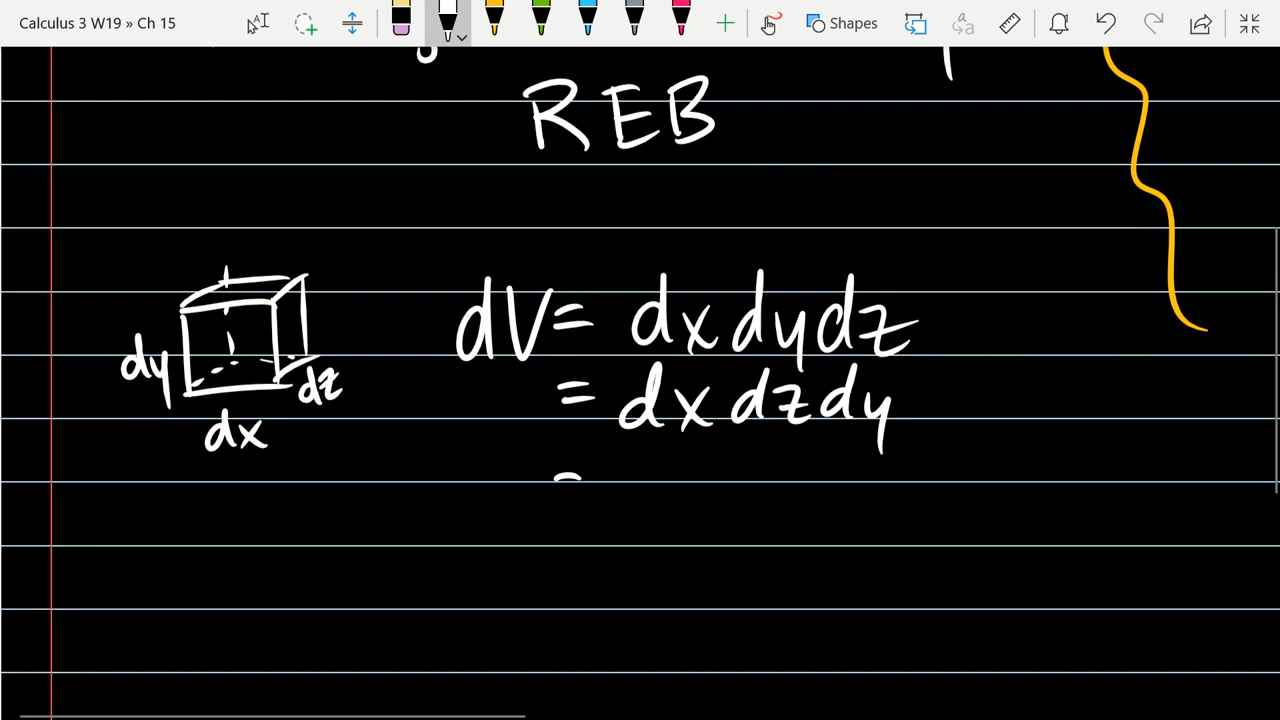 Calculus 3 W19 » Ch 15
Shapes
REB
dy
dz
dx
dV = dx dy dz
= dx dz dy